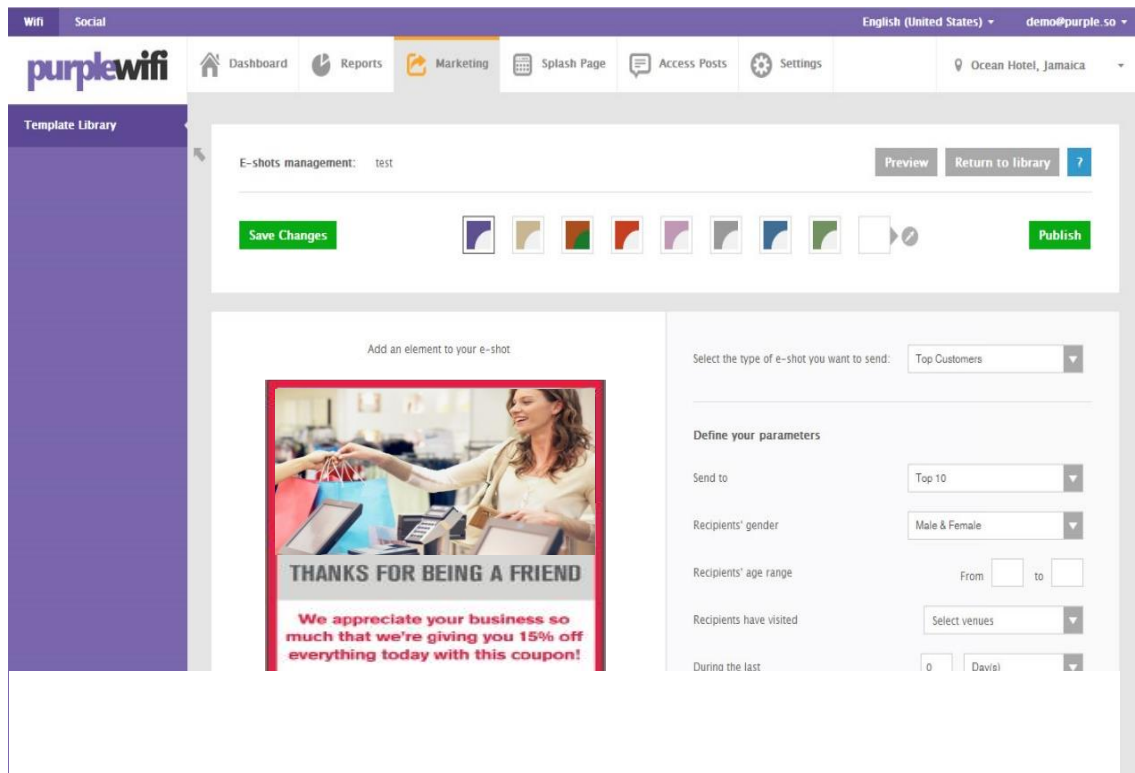 Wifi Social English (United States) demo@purple.so
purplewifi Dashboard Reports Marketing Splash Page Access Posts Settings Ocean Hotel, Jamaica
Template Library
E-shots management: test Preview Return to library ?
Save Changes Publish
Add an element to your e-shot
THANKS FOR BEING A FRIEND
We appreciate your business so
much that we're giving you 15% off
everything today with this coupon!
Select the type of e-shot you want to send: Top Customers
Define your parameters
Send to Top 10
Recipients' gender Male & Female
Recipients' age range From to
Recipients have visited Select venues
During the last 0 Day(s)